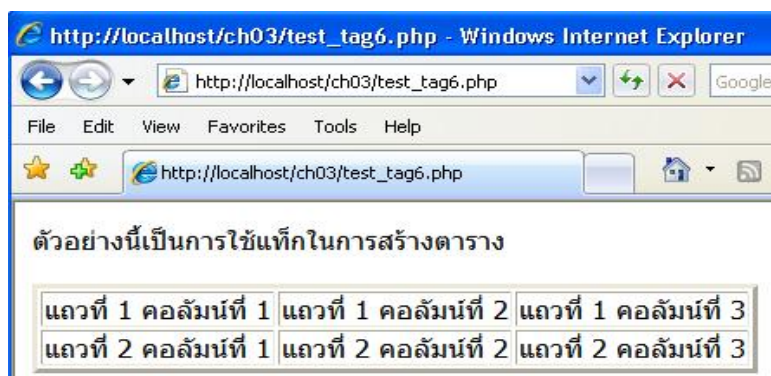 http://localhost/ch03/test_tag6.php - Windows Internet Explorer
http://localhost/ch03/test_tag6.php
Google
File Edit View Favorites Tools Help
http://localhost/ch03/test_tag6.php
ตัวอย่างนี้เป็นการใช้แท็กในการสร้างตาราง
แถวที่ 1 คอลัมน์ที่ 1 แถวที่ 1 คอลัมน์ที่ 2 แถวที่ 1 คอลัมน์ที่ 3
แถวที่ 2 คอลัมน์ที่ 1 แถวที่ 2 คอลัมน์ที่ 2 แถวที่ 2 คอลัมน์ที่ 3